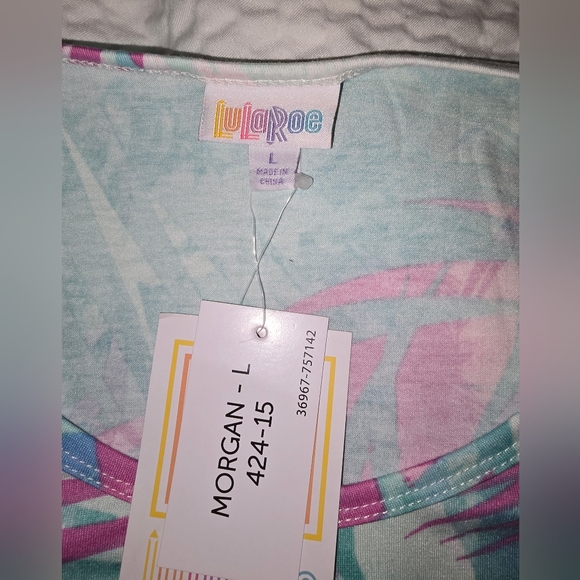 LuLaRoe
L
MADE IN
CHINA
MORGAN - L
424-15
36967-757142